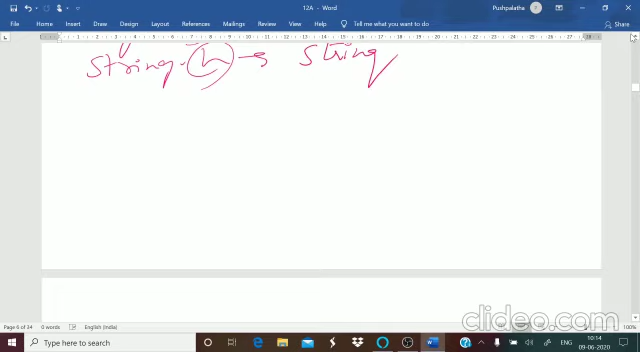 12A - Word
Pushpalatha
File Home Insert Draw Design Layout References Mailings Review View Help Tell me what you want to do Share
string.h → string
Page 6 of 34 0 words English (India) 100%
clideo.com
Type here to search ENG 10:14 09-06-2020